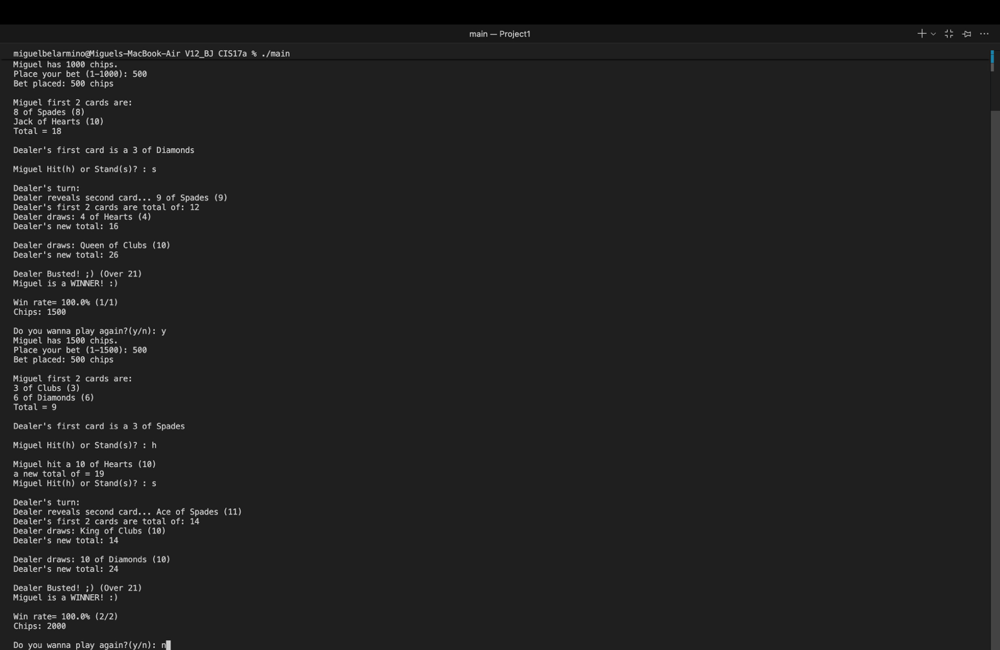 main — Project1
miguelbelarmino@Miguels-MacBook-Air V12_BJ CIS17a % ./main
Miguel has 1000 chips.
Place your bet (1-1000): 500
Bet placed: 500 chips
Miguel first 2 cards are:
8 of Spades (8)
Jack of Hearts (10)
Total = 18
Dealer's first card is a 3 of Diamonds
Miguel Hit(h) or Stand(s)? : s
Dealer's turn:
Dealer reveals second card... 9 of Spades (9)
Dealer's first 2 cards are total of: 12
Dealer draws: 4 of Hearts (4)
Dealer's new total: 16
Dealer draws: Queen of Clubs (10)
Dealer's new total: 26
Dealer Busted! ;) (Over 21)
Miguel is a WINNER! :)
Win rate= 100.0% (1/1)
Chips: 1500
Do you wanna play again?(y/n): y
Miguel has 1500 chips.
Place your bet (1-1500): 500
Bet placed: 500 chips
Miguel first 2 cards are:
3 of Clubs (3)
6 of Diamonds (6)
Total = 9
Dealer's first card is a 3 of Spades
Miguel Hit(h) or Stand(s)? : h
Miguel hit a 10 of Hearts (10)
a new total of = 19
Miguel Hit(h) or Stand(s)? : s
Dealer's turn:
Dealer reveals second card... Ace of Spades (11)
Dealer's first 2 cards are total of: 14
Dealer draws: King of Clubs (10)
Dealer's new total: 14
Dealer draws: 10 of Diamonds (10)
Dealer's new total: 24
Dealer Busted! ;) (Over 21)
Miguel is a WINNER! :)
Win rate= 100.0% (2/2)
Chips: 2000
Do you wanna play again?(y/n): n